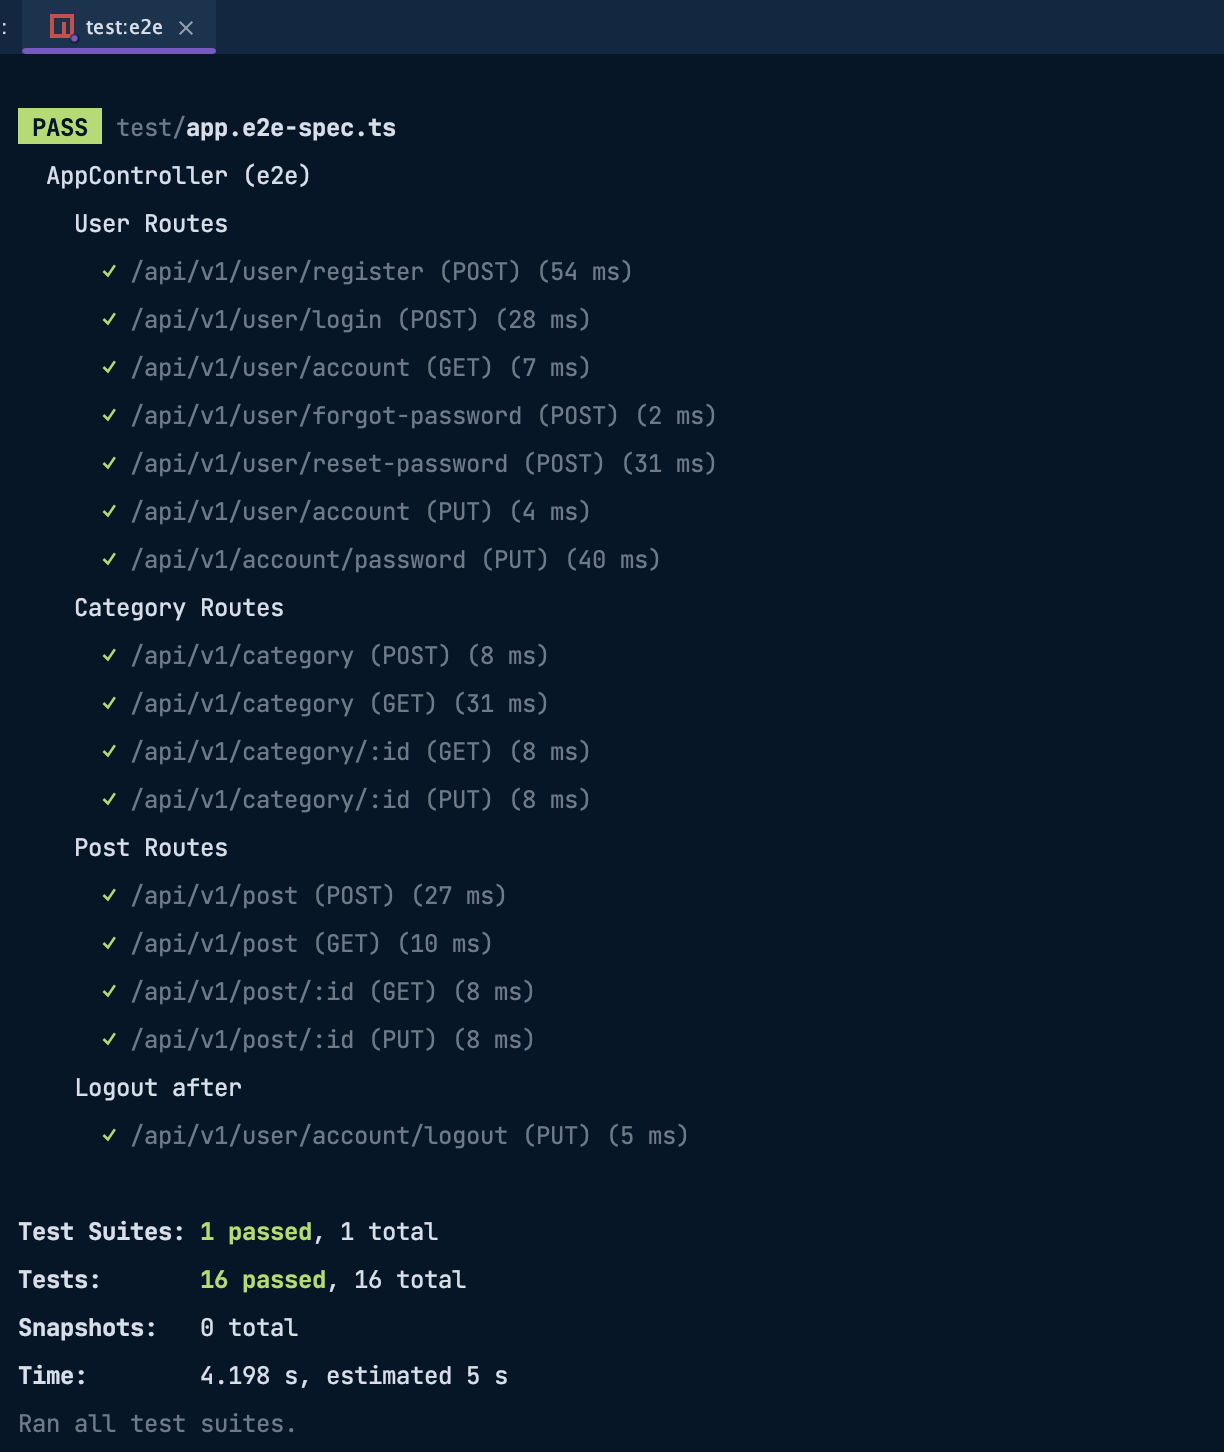 :
test:e2e
PASS test/app.e2e-spec.ts
AppController (e2e)
User Routes
✓ /api/v1/user/register (POST) (54 ms)
✓ /api/v1/user/login (POST) (28 ms)
✓ /api/v1/user/account (GET) (7 ms)
✓ /api/v1/user/forgot-password (POST) (2 ms)
✓ /api/v1/user/reset-password (POST) (31 ms)
✓ /api/v1/user/account (PUT) (4 ms)
✓ /api/v1/account/password (PUT) (40 ms)
Category Routes
✓ /api/v1/category (POST) (8 ms)
✓ /api/v1/category (GET) (31 ms)
✓ /api/v1/category/:id (GET) (8 ms)
✓ /api/v1/category/:id (PUT) (8 ms)
Post Routes
✓ /api/v1/post (POST) (27 ms)
✓ /api/v1/post (GET) (10 ms)
✓ /api/v1/post/:id (GET) (8 ms)
✓ /api/v1/post/:id (PUT) (8 ms)
Logout after
✓ /api/v1/user/account/logout (PUT) (5 ms)
Test Suites: 1 passed, 1 total
Tests: 16 passed, 16 total
Snapshots: 0 total
Time: 4.198 s, estimated 5 s
Ran all test suites.